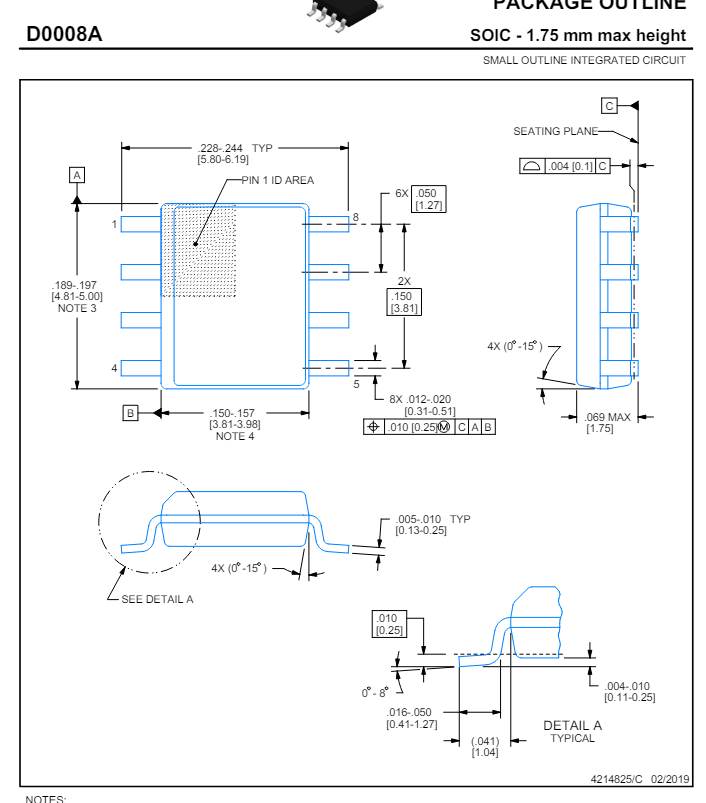 PACKAGE OUTLINE
D0008A
SOIC - 1.75 mm max height
SMALL OUTLINE INTEGRATED CIRCUIT
C
SEATING PLANE
.228-.244 TYP
[5.80-6.19]
.004 [0.1] C
A
PIN 1 ID AREA
6X .050
[1.27]
1
8
2X
.150
[3.81]
.189-.197
[4.81-5.00]
NOTE 3
4X (0°-15°)
4
5
8X .012-.020
[0.31-0.51]
B
.150-.157
[3.81-3.98]
NOTE 4
.010 [0.25] Ⓜ C A B
.069 MAX
[1.75]
.005-.010 TYP
[0.13-0.25]
4X (0°-15°)
SEE DETAIL A
.010
[0.25]
0°-8°
.004-.010
[0.11-0.25]
.016-.050
[0.41-1.27]
(.041)
[1.04]
DETAIL A
TYPICAL
4214825/C 02/2019
NOTES: